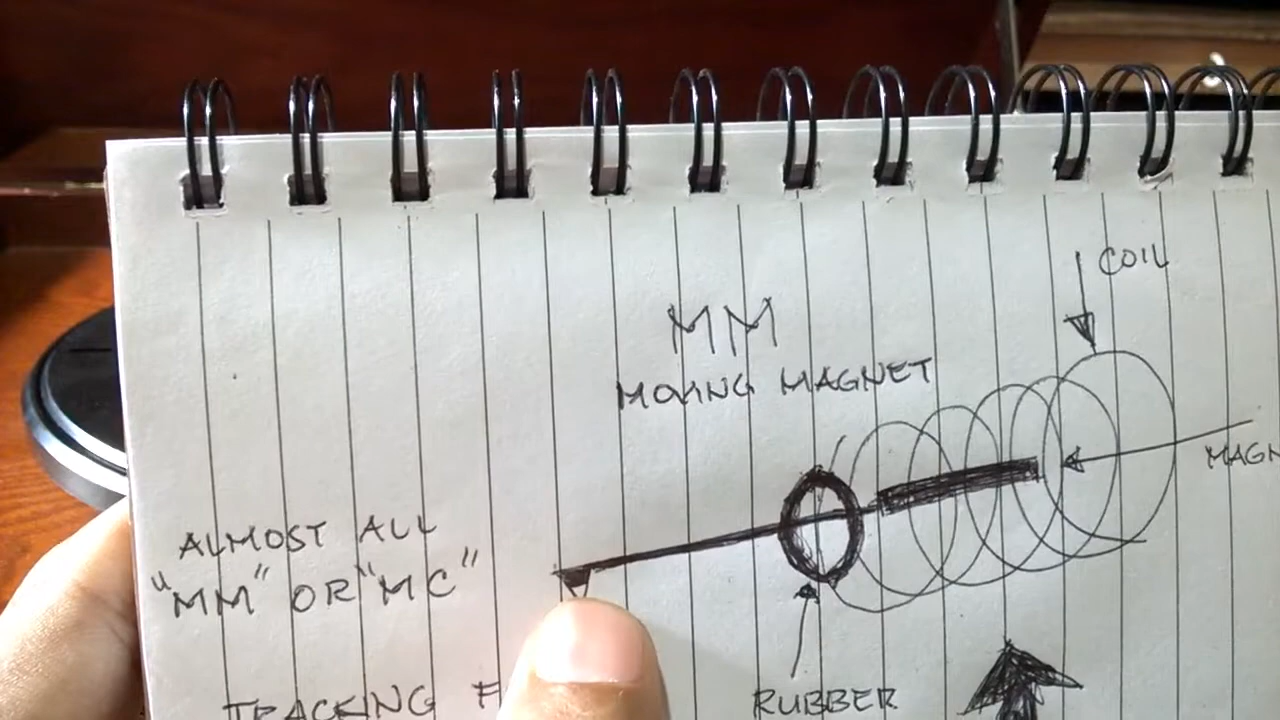 COIL
MM
MOVING MAGNET
MAGN
ALMOST ALL
"MM" OR "MC"
TRACKING F
RUBBER